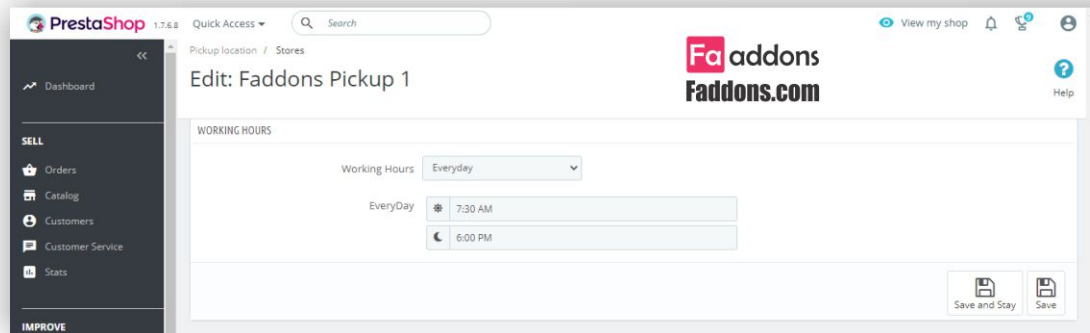 PrestaShop 1.7.6.8 Quick Access Search View my shop 9
Pickup location / Stores
Edit: Faddons Pickup 1
Fa addons
Faddons.com
Help
Dashboard
SELL
Orders
Catalog
Customers
Customer Service
Stats
IMPROVE
WORKING HOURS
Working Hours Everyday
EveryDay 7:30 AM
6:00 PM
Save and Stay Save